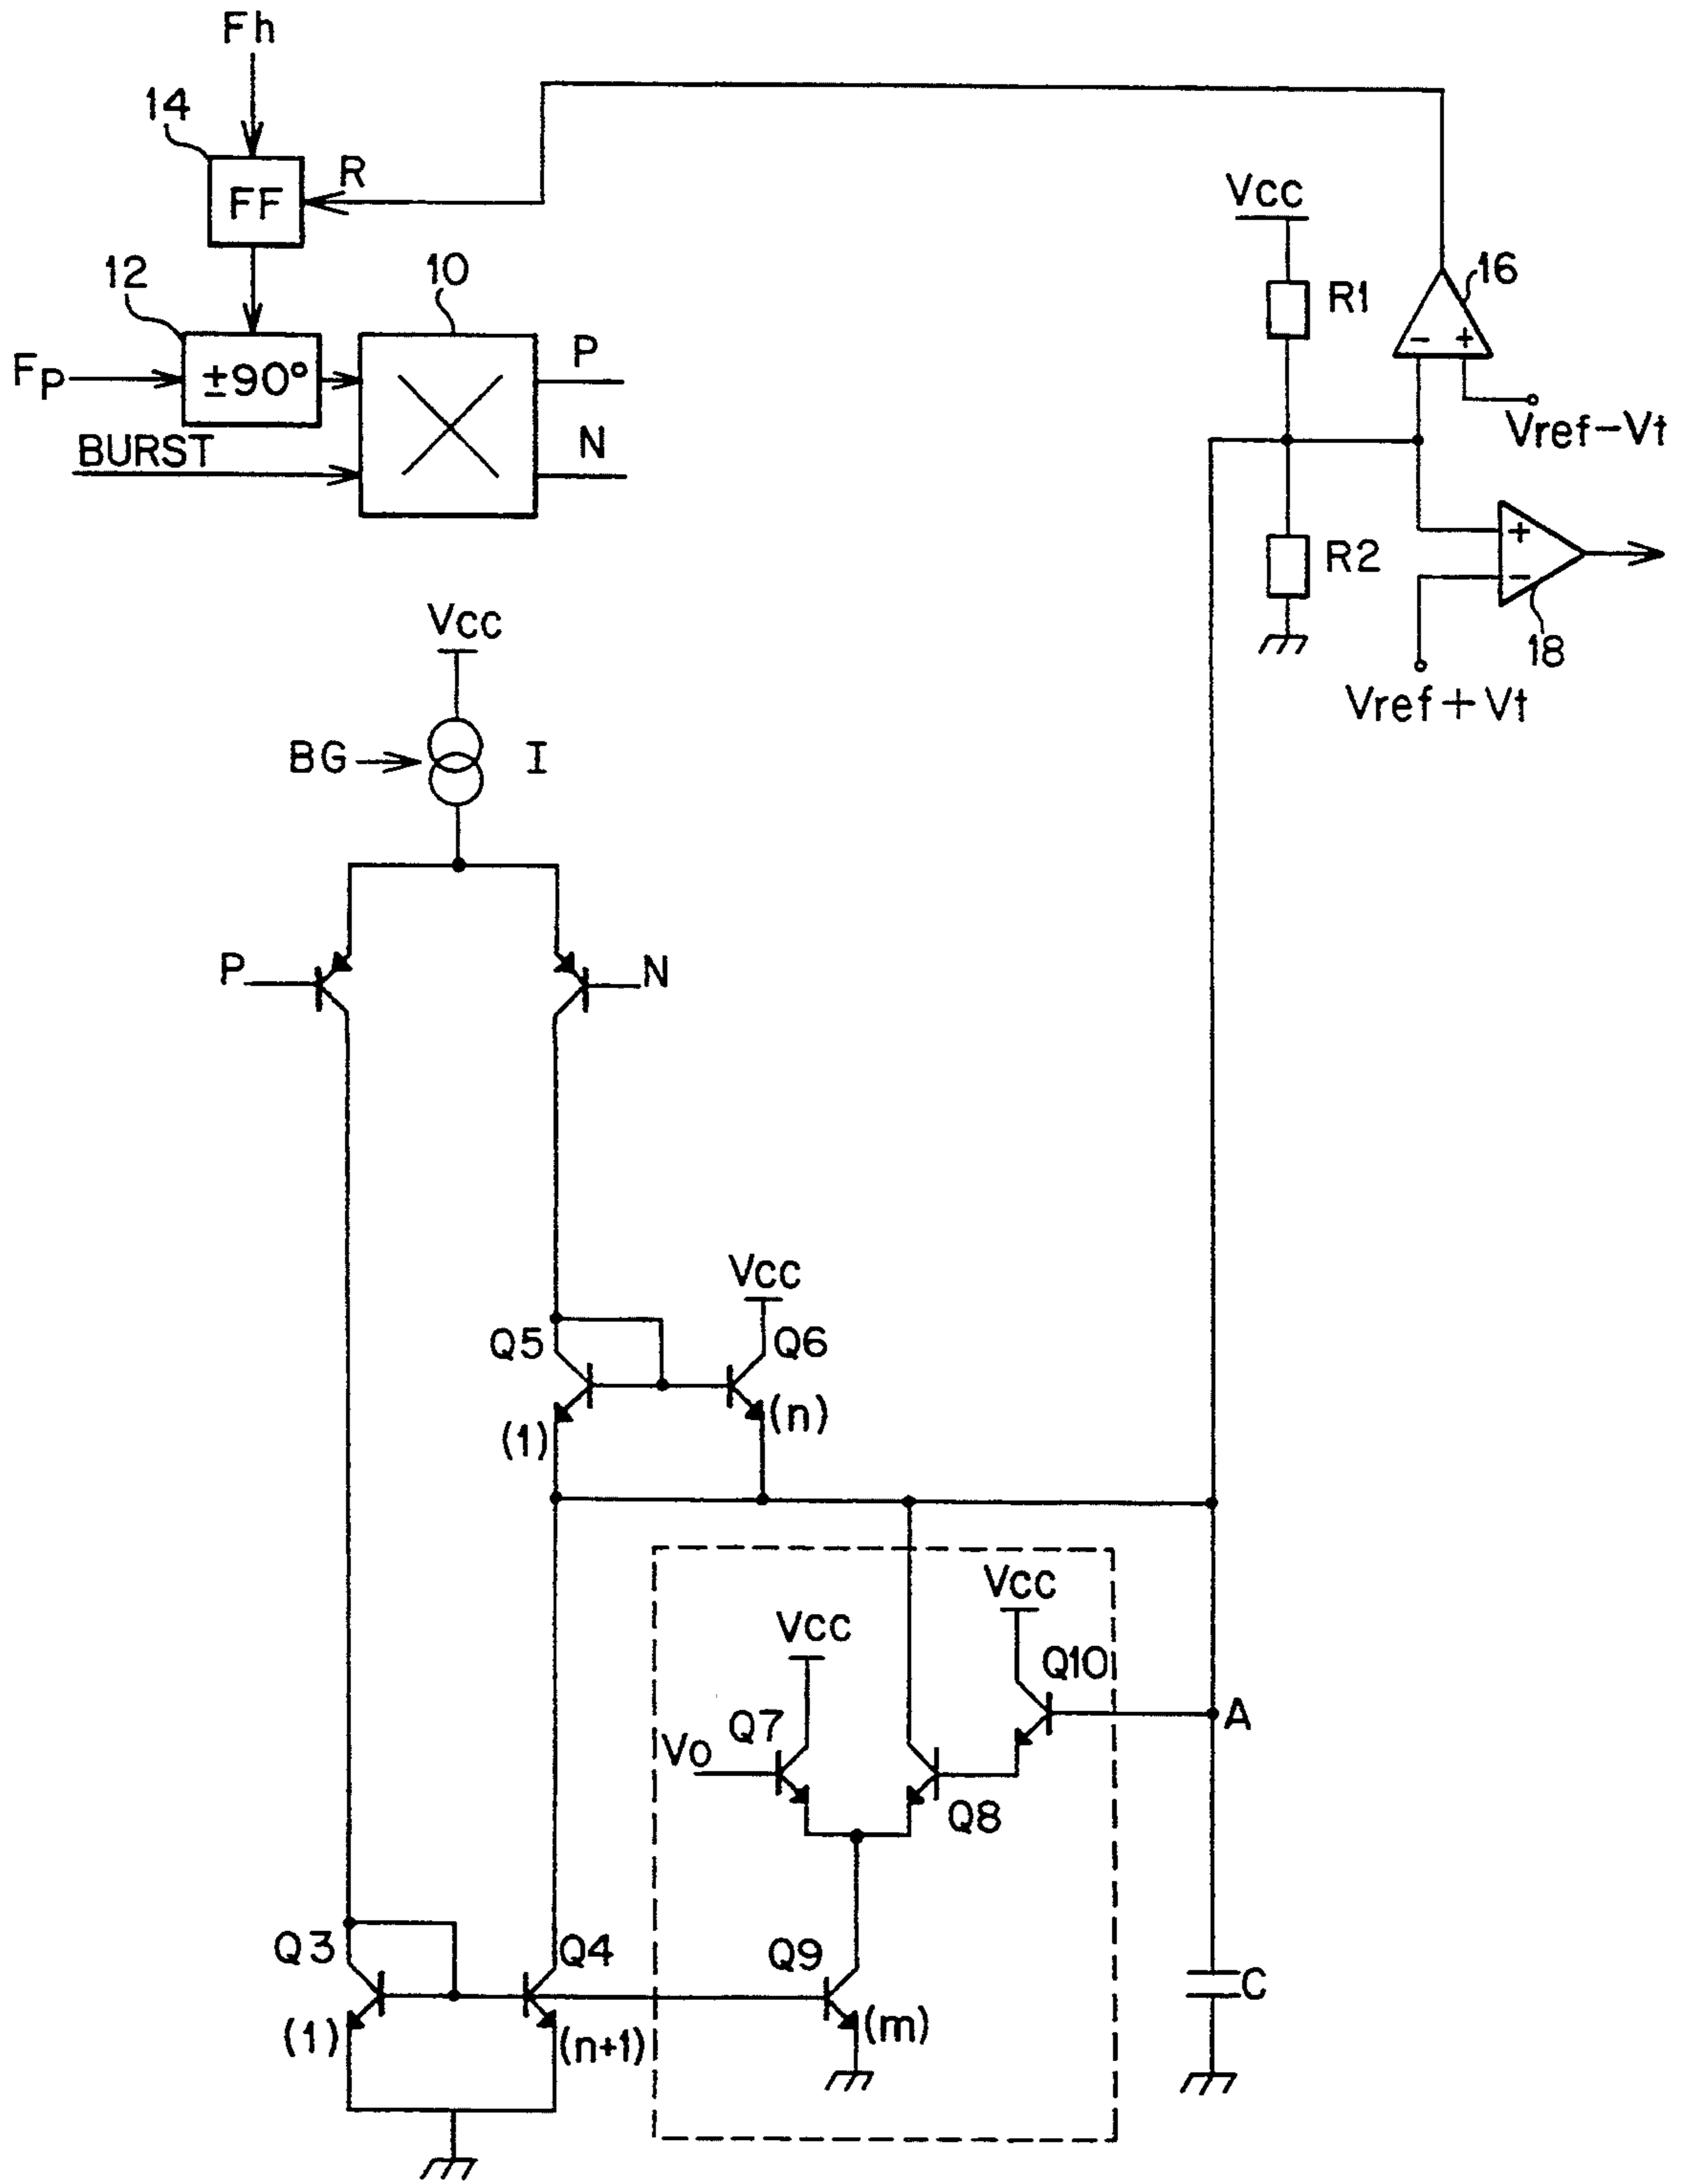 Fh
14
FF
R
12
10
Fp
±90°
P
BURST
N
Vcc
R1
16
- +
Vref-Vt
R2
+
-
18
Vref+Vt
Vcc
BG
I
P
N
Vcc
Q5
Q6
(1)
(n)
Vcc
Vcc
Q10
Q7
A
Vo
Q8
Q3
Q4
Q9
C
(1)
(n+1)
(m)